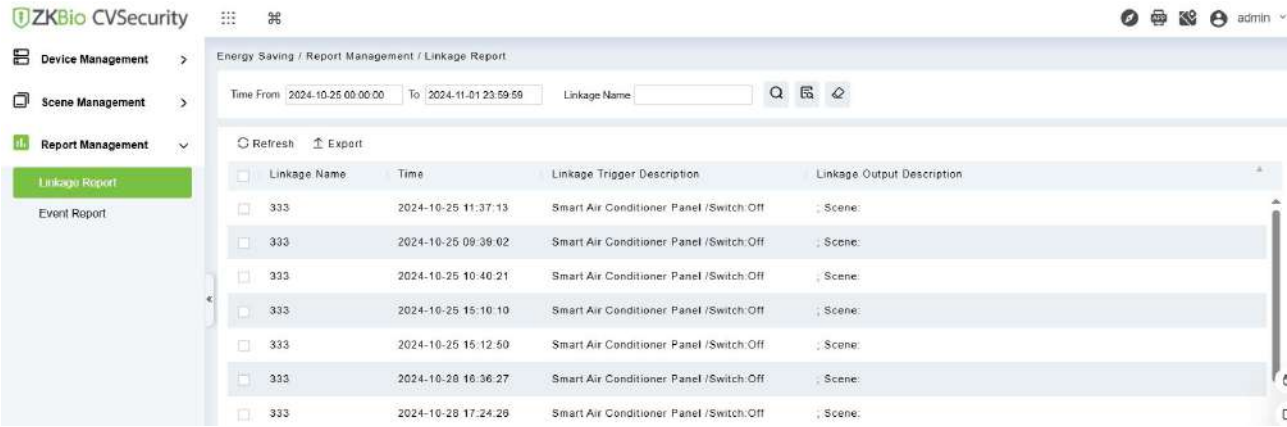 ZKBio CVSecurity
admin
Device Management
Scene Management
Report Management
Linkage Report
Event Report
Energy Saving / Report Management / Linkage Report
Time From 2024-10-25 00:00:00 To 2024-11-01 23:59:59 Linkage Name
Refresh Export
Linkage Name Time Linkage Trigger Description Linkage Output Description
333 2024-10-25 11:37:13 Smart Air Conditioner Panel /Switch:Off ; Scene:
333 2024-10-25 09:39:02 Smart Air Conditioner Panel /Switch:Off ; Scene:
333 2024-10-25 10:40:21 Smart Air Conditioner Panel /Switch:Off ; Scene:
333 2024-10-25 15:10:10 Smart Air Conditioner Panel /Switch:Off ; Scene:
333 2024-10-25 15:12:50 Smart Air Conditioner Panel /Switch:Off ; Scene:
333 2024-10-28 16:36:27 Smart Air Conditioner Panel /Switch:Off ; Scene:
333 2024-10-28 17:24:26 Smart Air Conditioner Panel /Switch:Off ; Scene: